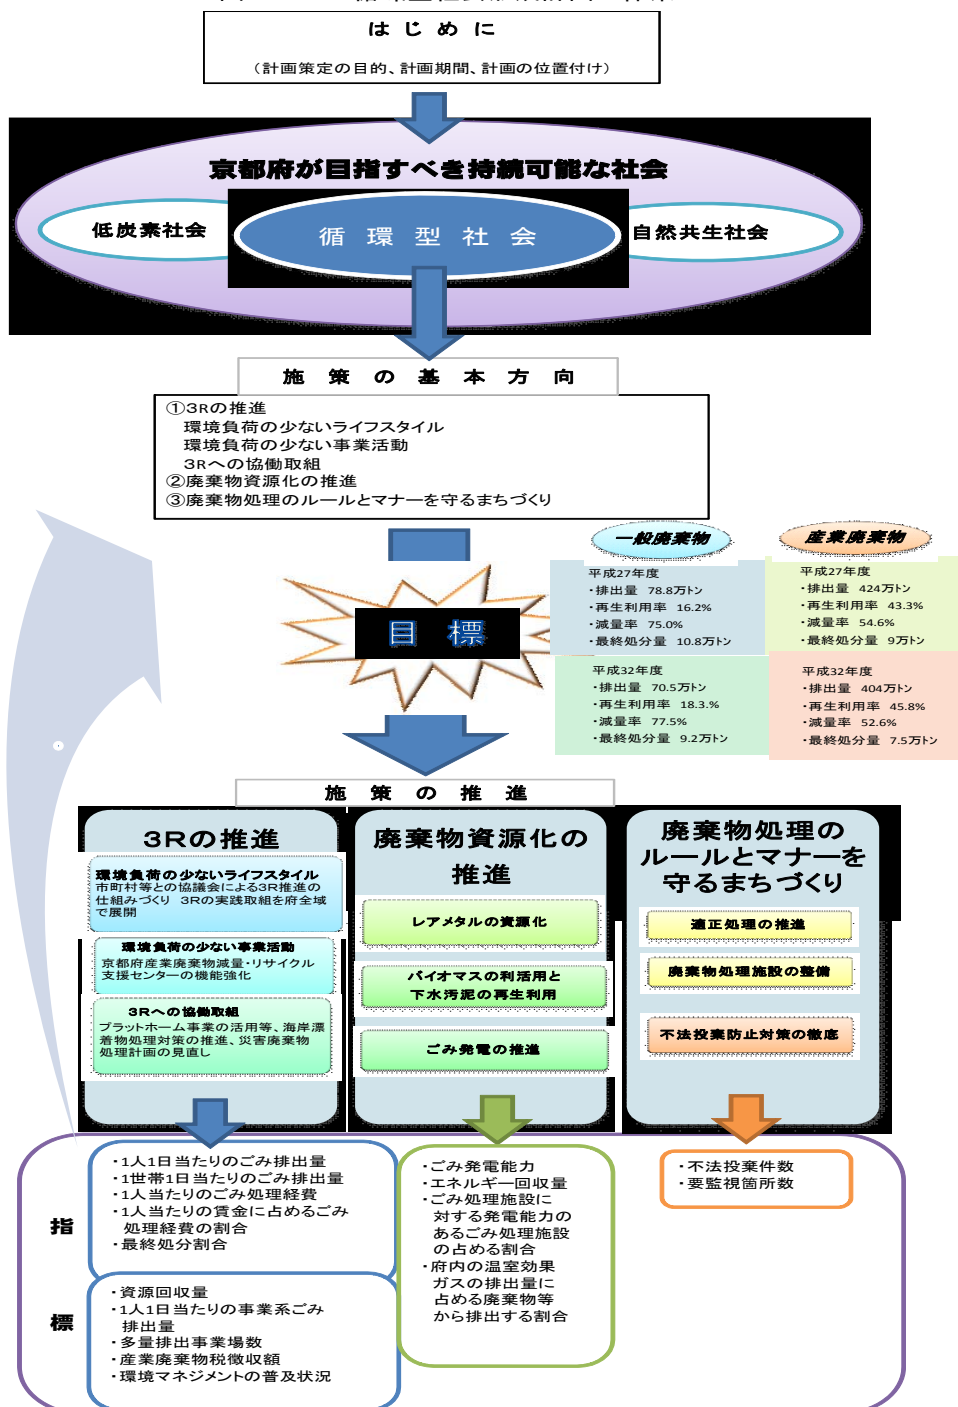 はじめに
(計画策定の目的、計画期間、計画の位置付け)
京都府が目指すべき持続可能な社会
低炭素社会
循環型社会
自然共生社会
施策の基本方向
①3Rの推進
環境負荷の少ないライフスタイル
環境負荷の少ない事業活動
3Rへの協働取組
②廃棄物資源化の推進
③廃棄物処理のルールとマナーを守るまちづくり
目標
一般廃棄物
平成27年度
・排出量 78.8万トン
・再生利用率 16.2%
・減量率 75.0%
・最終処分量 10.8万トン
平成32年度
・排出量 70.5万トン
・再生利用率 18.3.%
・減量率 77.5%
・最終処分量 9.2万トン
産業廃棄物
平成27年度
・排出量 424万トン
・再生利用率 43.3%
・減量率 54.6%
・最終処分量 9万トン
平成32年度
・排出量 404万トン
・再生利用率 45.8%
・減量率 52.6%
・最終処分量 7.5万トン
施策の推進
3Rの推進
環境負荷の少ないライフスタイル
市町村等との協議会による3R推進の
仕組みづくり 3Rの実践取組を府全域
で展開
環境負荷の少ない事業活動
京都府産業廃棄物減量・リサイクル
支援センターの機能強化
3Rへの協働取組
プラットホーム事業の活用等、海岸漂
着物処理対策の推進、災害廃棄物
処理計画の見直し
廃棄物資源化の
推進
レアメタルの資源化
バイオマスの利活用と
下水汚泥の再生利用
ごみ発電の推進
廃棄物処理の
ルールとマナーを
守るまちづくり
適正処理の推進
廃棄物処理施設の整備
不法投棄防止対策の徹底
指標
・1人1日当たりのごみ排出量
・1世帯1日当たりのごみ排出量
・1人当たりのごみ処理経費
・1人当たりの賃金に占めるごみ
処理経費の割合
・最終処分割合
・資源回収量
・1人1日当たりの事業系ごみ
排出量
・多量排出事業場数
・産業廃棄物税徴収額
・環境マネジメントの普及状況
・ごみ発電能力
・エネルギー回収量
・ごみ処理施設に
対する発電能力の
あるごみ処理施設
の占める割合
・府内の温室効果
ガスの排出量に
占める廃棄物等
から排出する割合
・不法投棄件数
・要監視箇所数